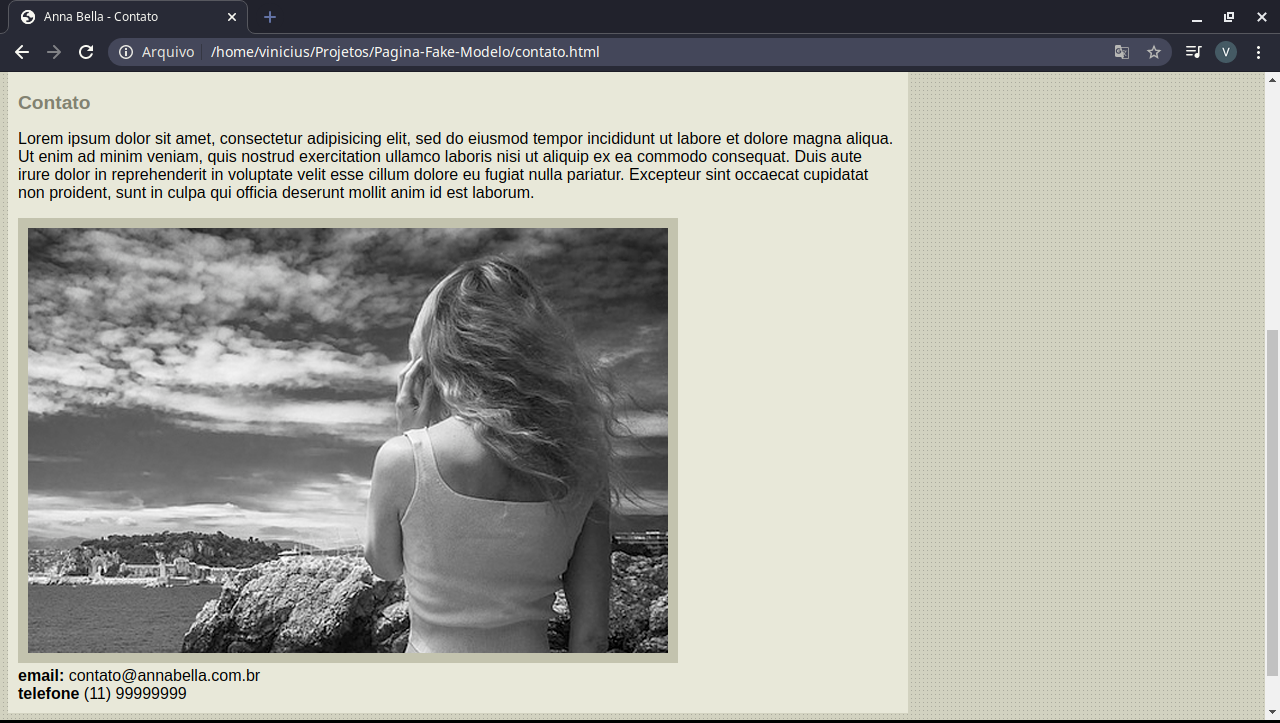 Anna Bella - Contato
Arquivo /home/vinicius/Projetos/Pagina-Fake-Modelo/contato.html
V
Contato
Lorem ipsum dolor sit amet, consectetur adipisicing elit, sed do eiusmod tempor incididunt ut labore et dolore magna aliqua.
Ut enim ad minim veniam, quis nostrud exercitation ullamco laboris nisi ut aliquip ex ea commodo consequat. Duis aute
irure dolor in reprehenderit in voluptate velit esse cillum dolore eu fugiat nulla pariatur. Excepteur sint occaecat cupidatat
non proident, sunt in culpa qui officia deserunt mollit anim id est laborum.
email: contato@annabella.com.br
telefone (11) 99999999